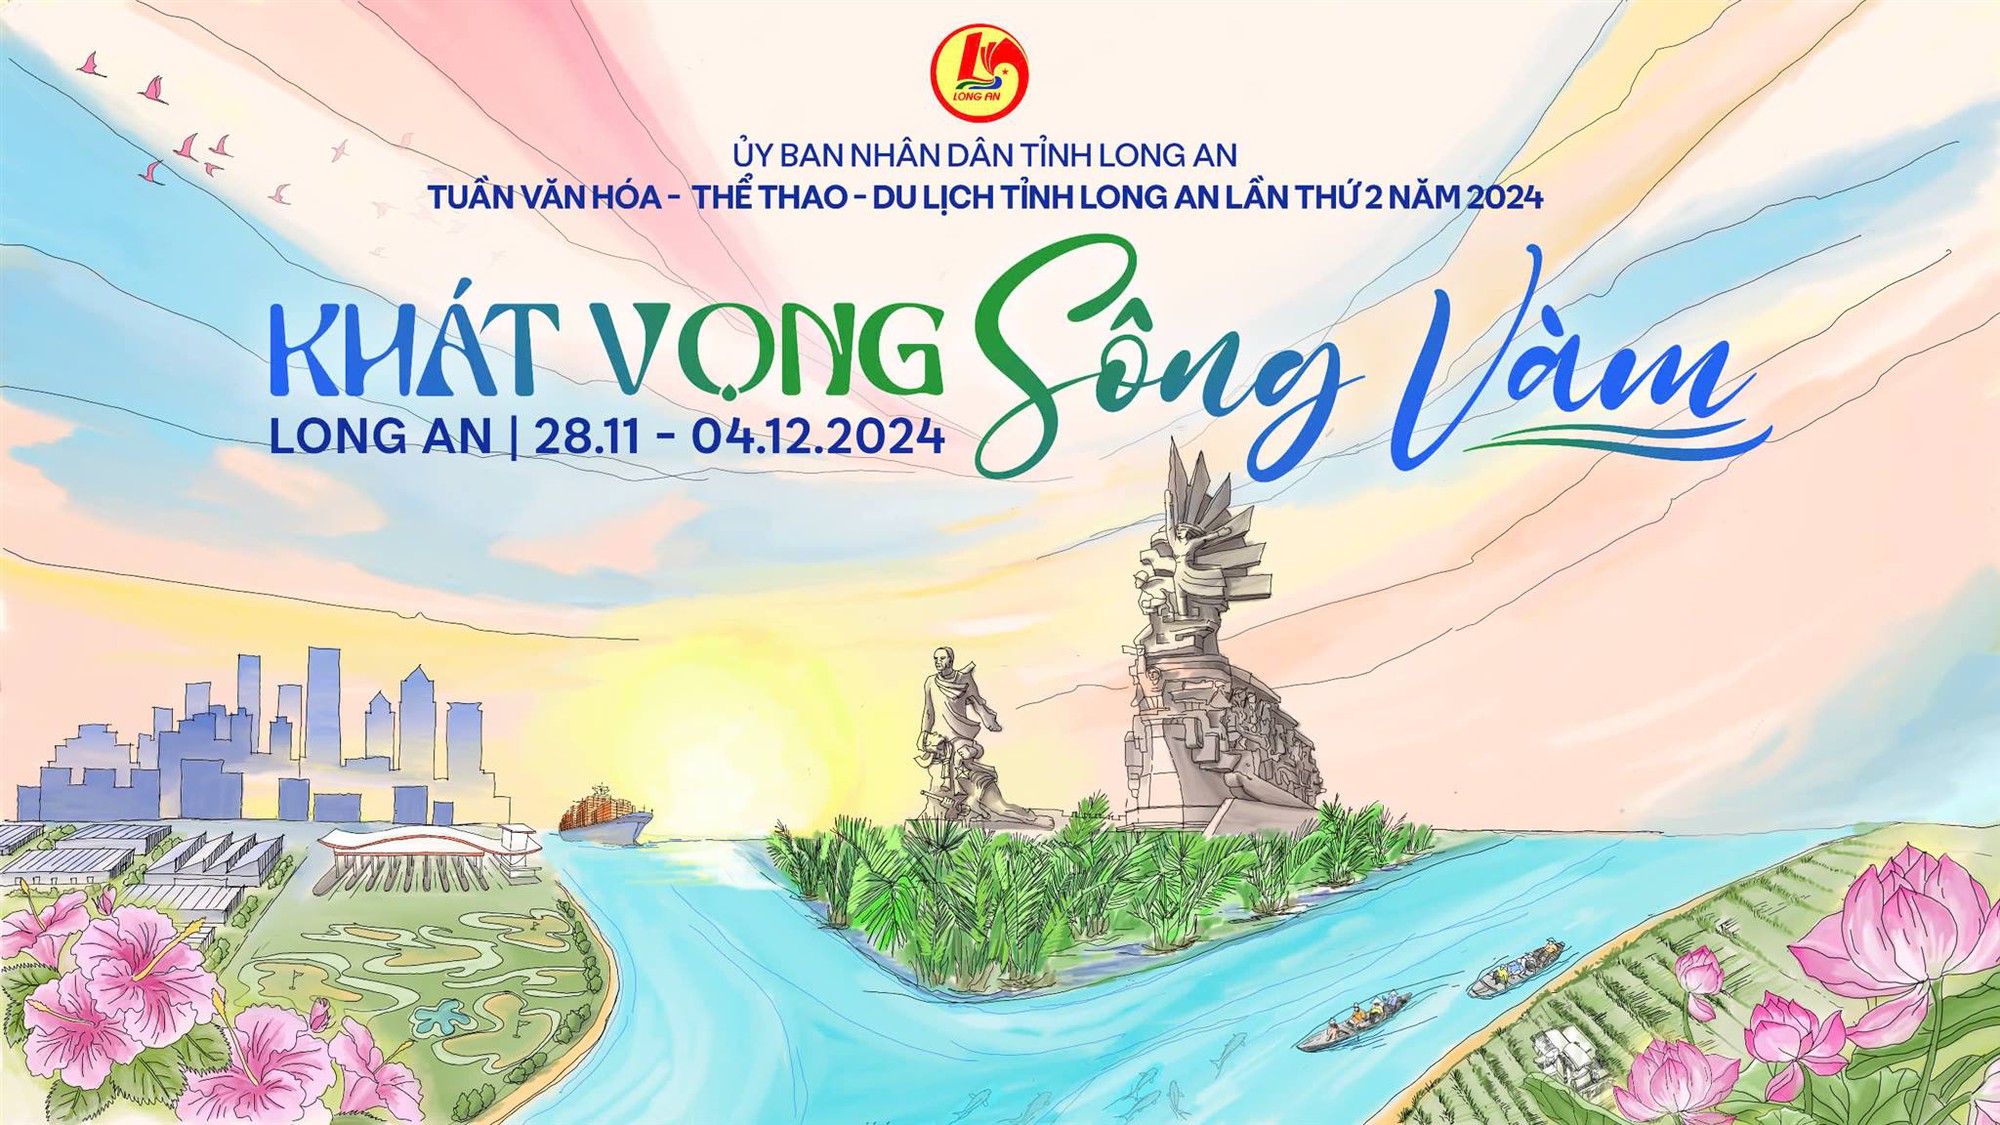 LONG AN
ỦY BAN NHÂN DÂN TỈNH LONG AN
TUẦN VĂN HÓA - THỂ THAO - DU LỊCH TỈNH LONG AN LẦN THỨ 2 NĂM 2024
KHÁT VỌNG Sông Vàm
LONG AN | 28.11 - 04.12.2024